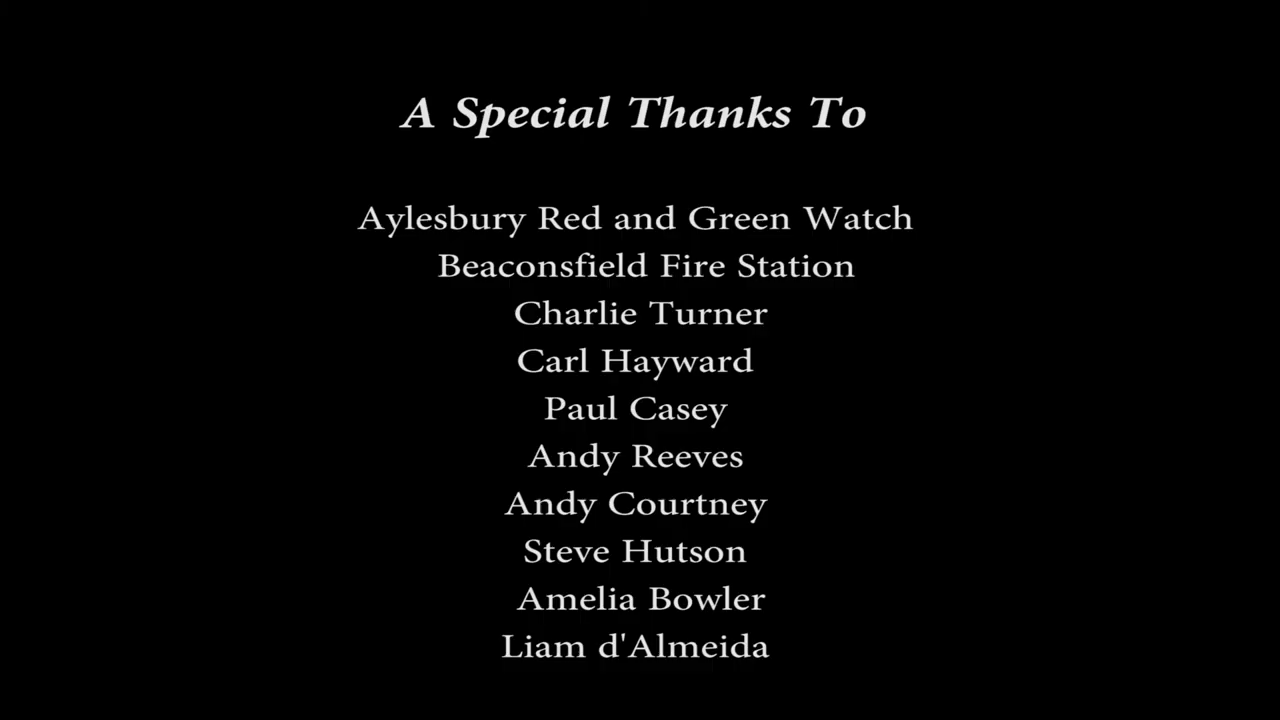 A Special Thanks To
Aylesbury Red and Green Watch
Beaconsfield Fire Station
Charlie Turner
Carl Hayward
Paul Casey
Andy Reeves
Andy Courtney
Steve Hutson
Amelia Bowler
Liam d'Almeida